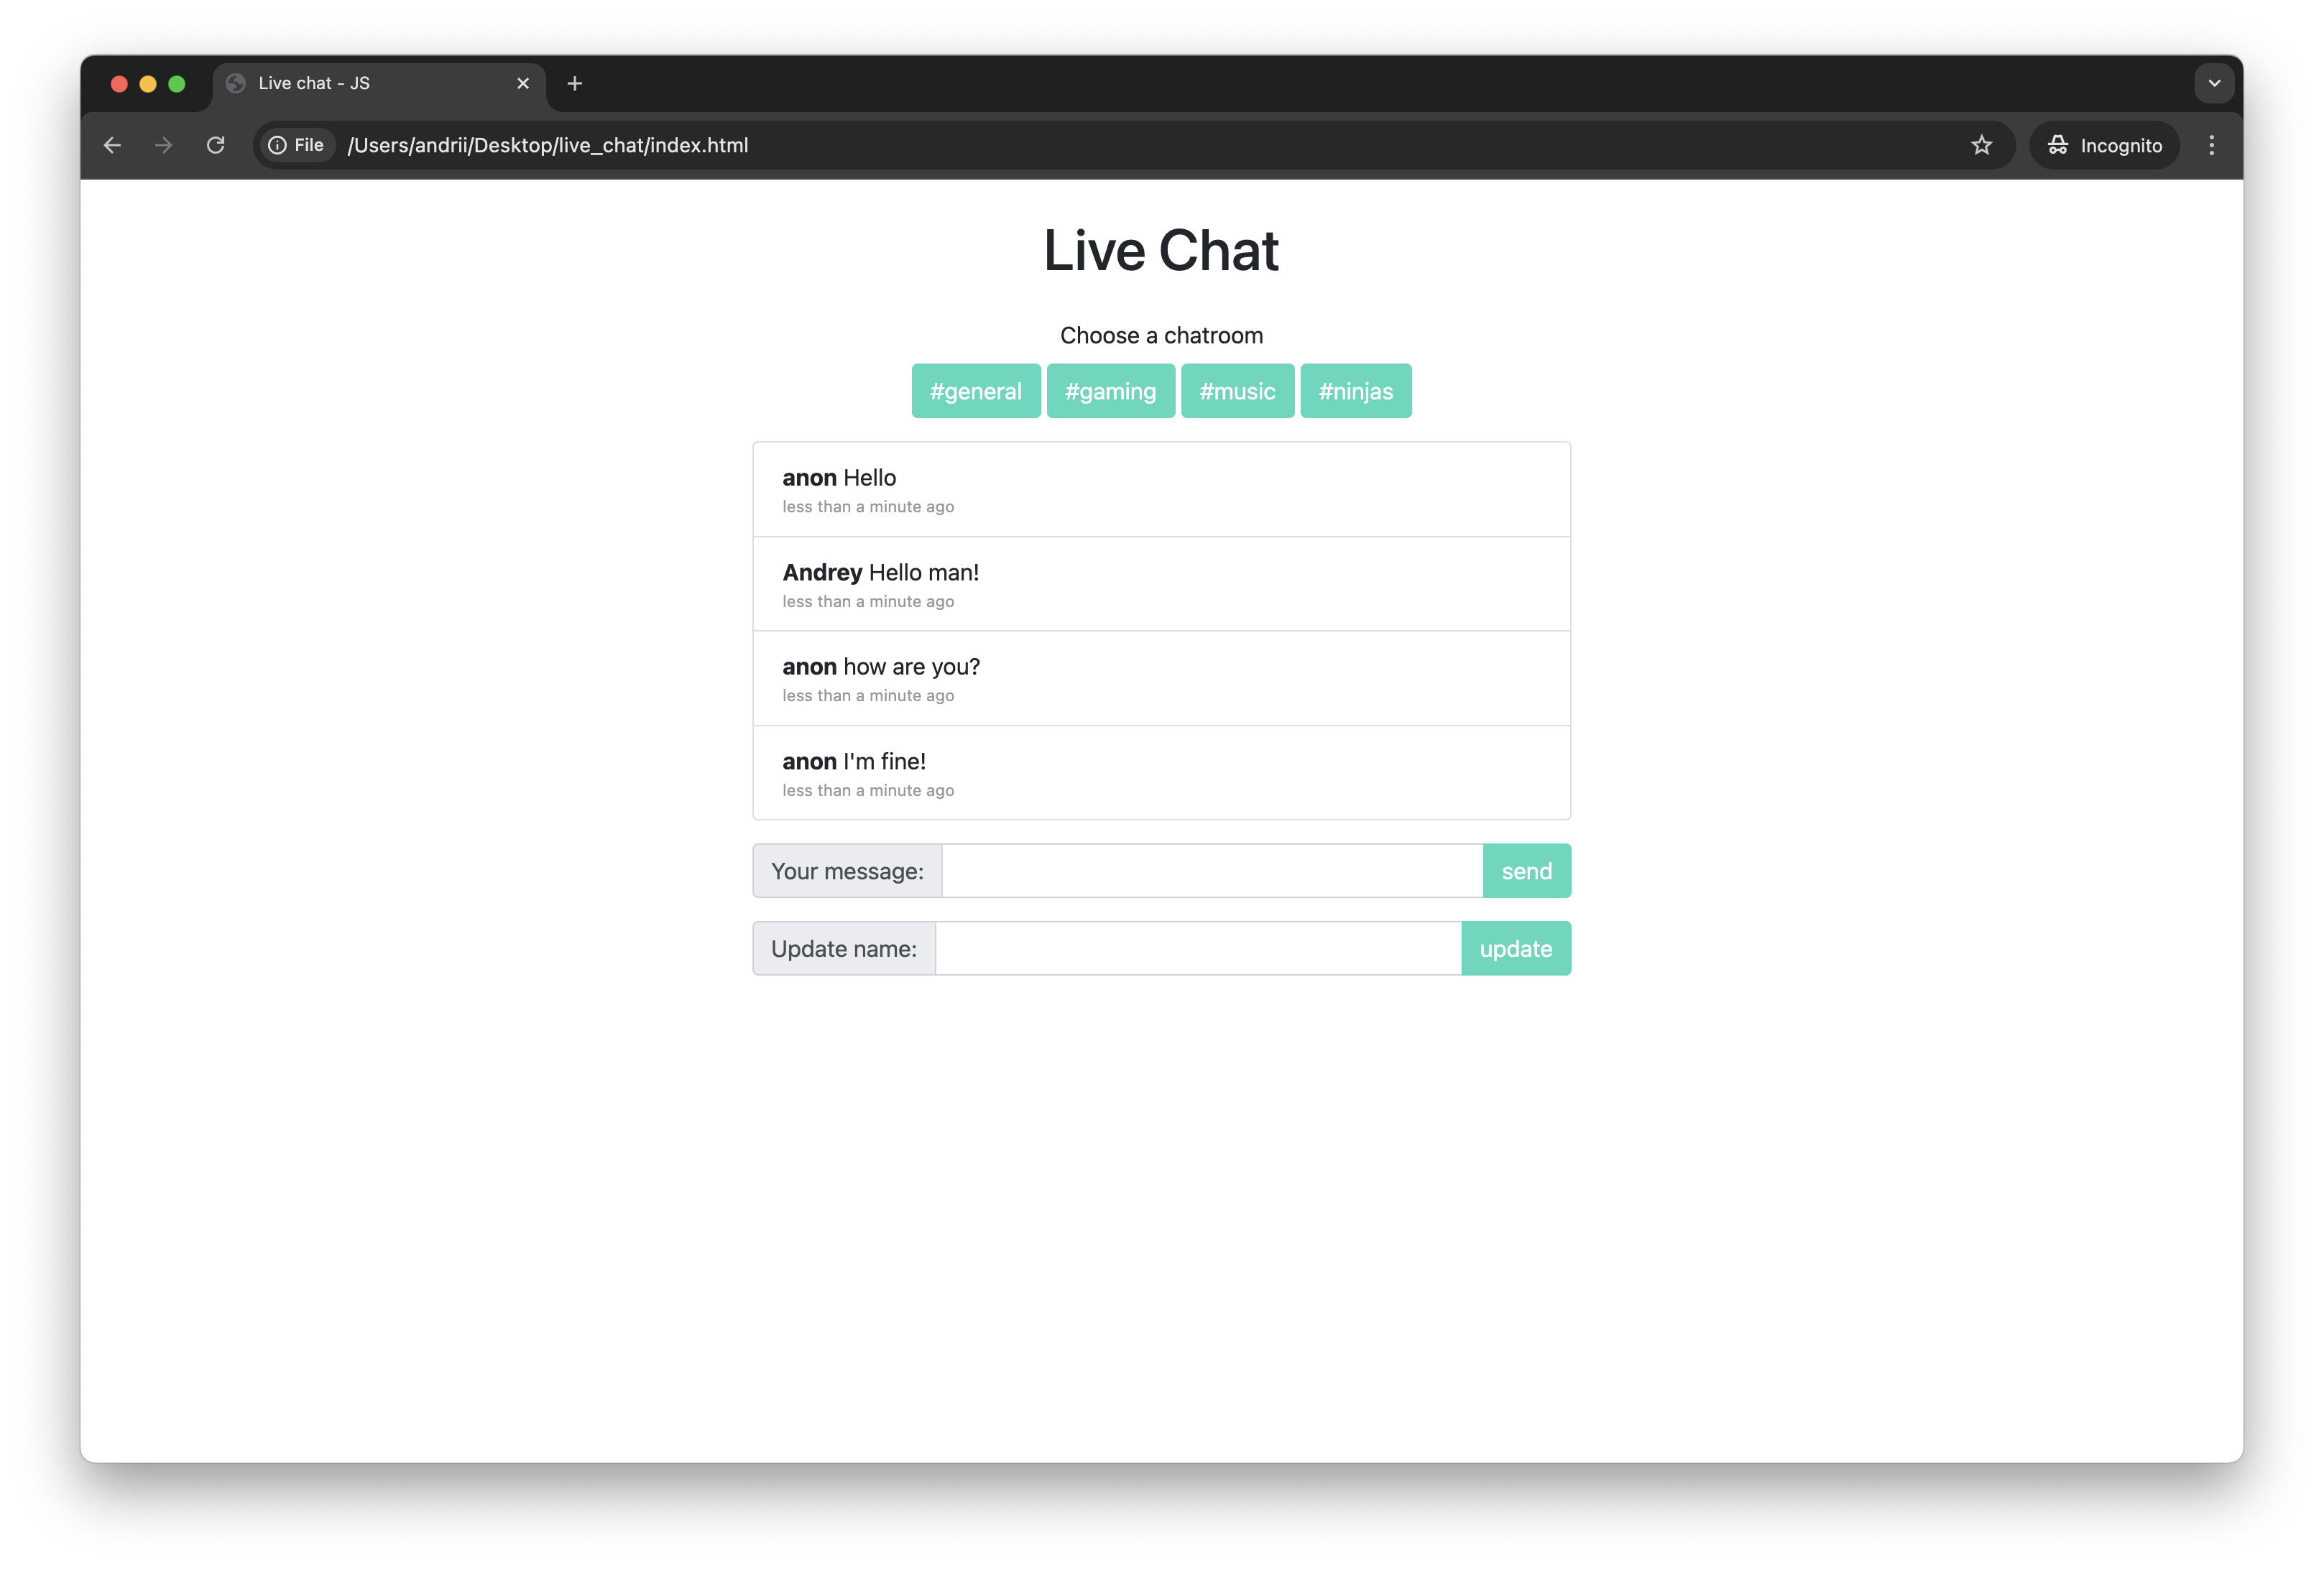 Live chat - JS
File /Users/andrii/Desktop/live_chat/index.html Incognito
Live Chat
Choose a chatroom
#general #gaming #music #ninjas
anon Hello
less than a minute ago
Andrey Hello man!
less than a minute ago
anon how are you?
less than a minute ago
anon I'm fine!
less than a minute ago
Your message: send
Update name: update